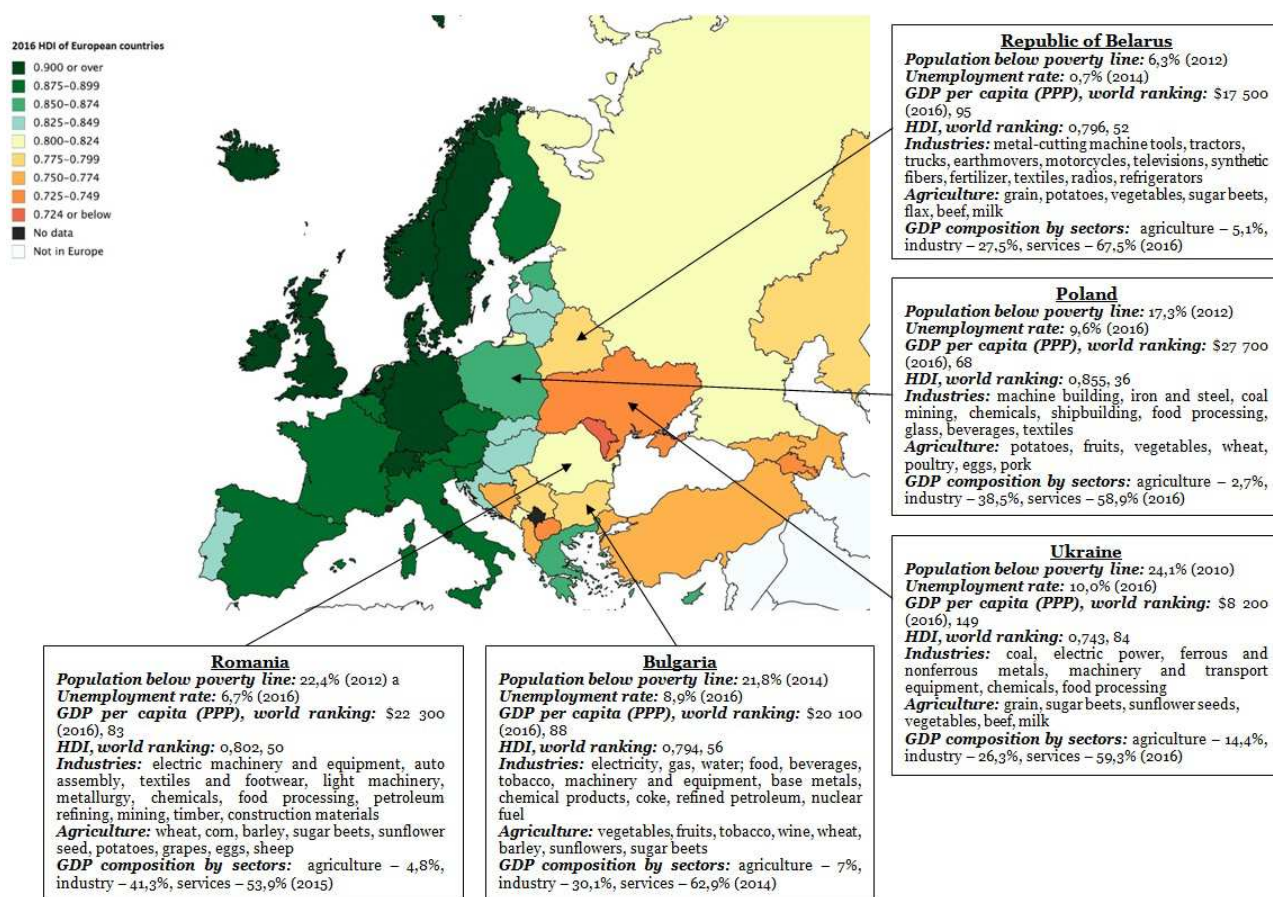 2016 HDI of European countries
0.900 or over
0.875–0.899
0.850–0.874
0.825–0.849
0.800–0.824
0.775–0.799
0.750–0.774
0.725–0.749
0.724 or below
No data
Not in Europe
Republic of Belarus
Population below poverty line: 6,3% (2012)
Unemployment rate: 0,7% (2014)
GDP per capita (PPP), world ranking: $17 500
(2016), 95
HDI, world ranking: 0,796, 52
Industries: metal-cutting machine tools, tractors,
trucks, earthmovers, motorcycles, televisions, synthetic
fibers, fertilizer, textiles, radios, refrigerators
Agriculture: grain, potatoes, vegetables, sugar beets,
flax, beef, milk
GDP composition by sectors: agriculture – 5,1%,
industry – 27,5%, services – 67,5% (2016)
Poland
Population below poverty line: 17,3% (2012)
Unemployment rate: 9,6% (2016)
GDP per capita (PPP), world ranking: $27 700
(2016), 68
HDI, world ranking: 0,855, 36
Industries: machine building, iron and steel, coal
mining, chemicals, shipbuilding, food processing,
glass, beverages, textiles
Agriculture: potatoes, fruits, vegetables, wheat,
poultry, eggs, pork
GDP composition by sectors: agriculture – 2,7%,
industry – 38,5%, services – 58,9% (2016)
Ukraine
Population below poverty line: 24,1% (2010)
Unemployment rate: 10,0% (2016)
GDP per capita (PPP), world ranking: $8 200
(2016), 149
HDI, world ranking: 0,743, 84
Industries: coal, electric power, ferrous and
nonferrous metals, machinery and transport
equipment, chemicals, food processing
Agriculture: grain, sugar beets, sunflower seeds,
vegetables, beef, milk
GDP composition by sectors: agriculture – 14,4%,
industry – 26,3%, services – 59,3% (2016)
Romania
Population below poverty line: 22,4% (2012) a
Unemployment rate: 6,7% (2016)
GDP per capita (PPP), world ranking: $22 300
(2016), 83
HDI, world ranking: 0,802, 50
Industries: electric machinery and equipment, auto
assembly, textiles and footwear, light machinery,
metallurgy, chemicals, food processing, petroleum
refining, mining, timber, construction materials
Agriculture: wheat, corn, barley, sugar beets, sunflower
seed, potatoes, grapes, eggs, sheep
GDP composition by sectors: agriculture – 4,8%,
industry – 41,3%, services – 53,9% (2015)
Bulgaria
Population below poverty line: 21,8% (2014)
Unemployment rate: 8,9% (2016)
GDP per capita (PPP), world ranking: $20 100
(2016), 88
HDI, world ranking: 0,794, 56
Industries: electricity, gas, water; food, beverages,
tobacco, machinery and equipment, base metals,
chemical products, coke, refined petroleum, nuclear
fuel
Agriculture: vegetables, fruits, tobacco, wine, wheat,
barley, sunflowers, sugar beets
GDP composition by sectors: agriculture – 7%,
industry – 30,1%, services – 62,9% (2014)